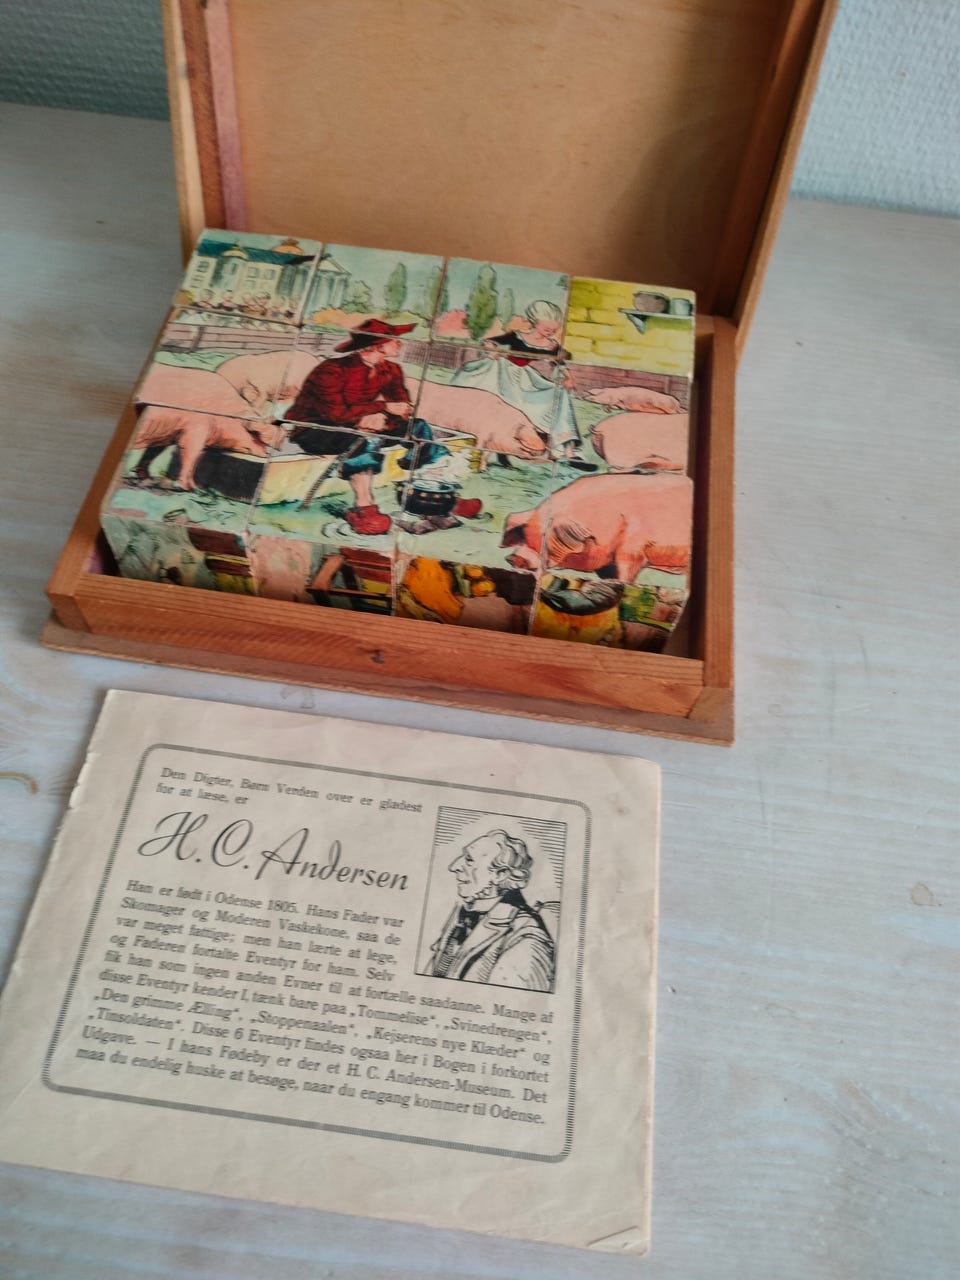 Den Digter, Børn Verden over er gladest
for at læse, er
H. C. Andersen
Han er født i Odense 1805. Hans Fader var
Skomager og Moderen Vaskekone, saa de
var meget fattige; men han lærte at lege,
og Faderen fortalte Eventyr for ham. Selv
fik han som ingen anden Evner til at fortælle saadanne. Mange af
disse Eventyr kender I, tænk bare paa „Tommelise“, „Svinedrengen“,
„Den grimme Ælling“, „Stoppenaalen“, „Kejserens nye Klæder“ og
„Tinsoldaten“. Disse 6 Eventyr findes ogsaa her i Bogen i forkortet
Udgave. — I hans Fødeby er der et H. C. Andersen-Museum. Det
maa du endelig huske at besøge, naar du engang kommer til Odense.